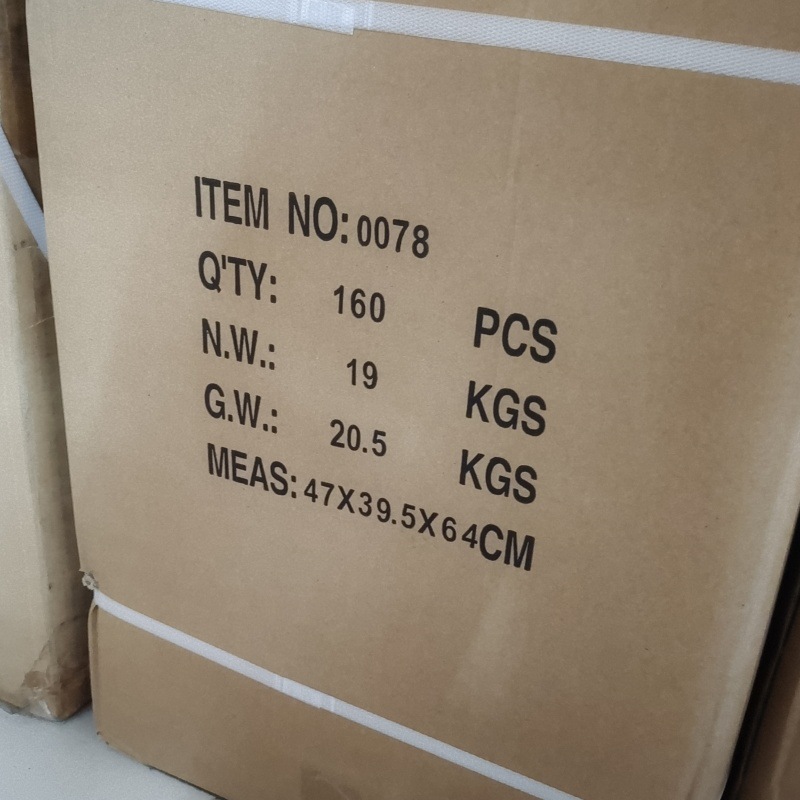 ITEM NO: 0078
Q'TY: 160 PCS
N.W.: 19 KGS
G.W.: 20.5 KGS
MEAS: 47X39.5X64CM